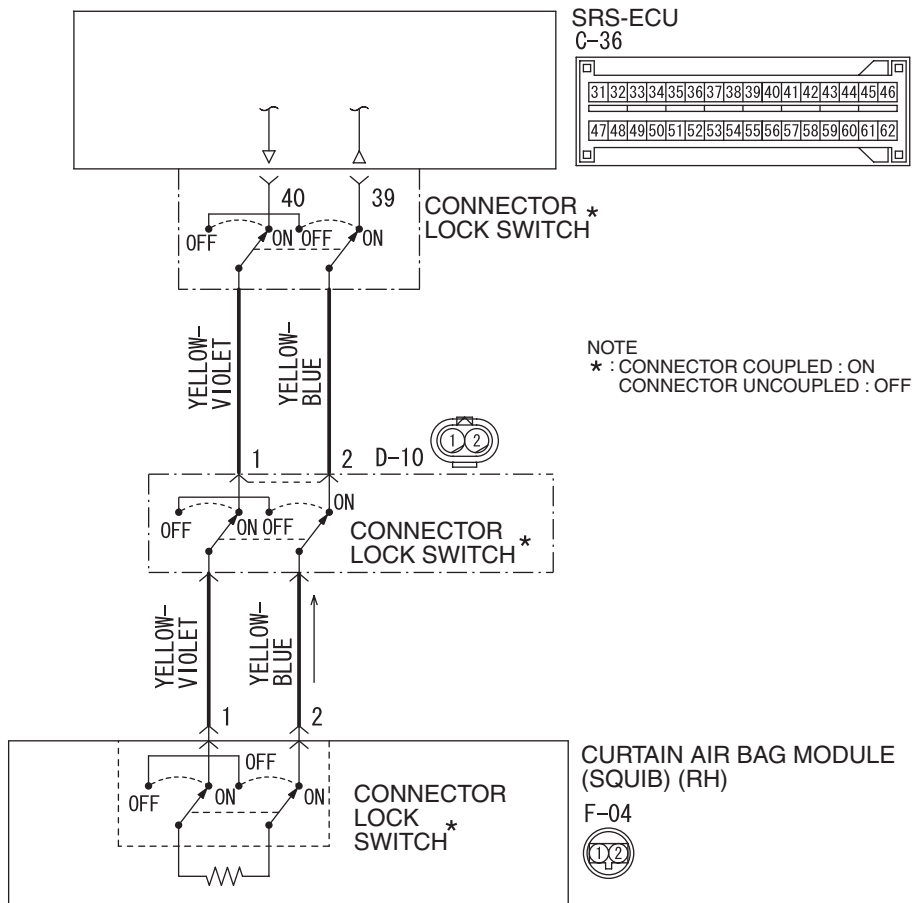 SRS-ECU
C-36
31 32 33 34 35 36 37 38 39 40 41 42 43 44 45 46
47 48 49 50 51 52 53 54 55 56 57 58 59 60 61 62
40 39
OFF ON OFF ON
CONNECTOR *
LOCK SWITCH
YELLOW-
VIOLET
YELLOW-
BLUE
NOTE
* : CONNECTOR COUPLED : ON
CONNECTOR UNCOUPLED : OFF
1 2 D-10
1 2
OFF ON OFF ON
CONNECTOR
LOCK SWITCH *
YELLOW-
VIOLET
YELLOW-
BLUE
1 2
OFF ON OFF ON
CONNECTOR
LOCK
SWITCH *
CURTAIN AIR BAG MODULE
(SQUIB) (RH)
F-04
1 2